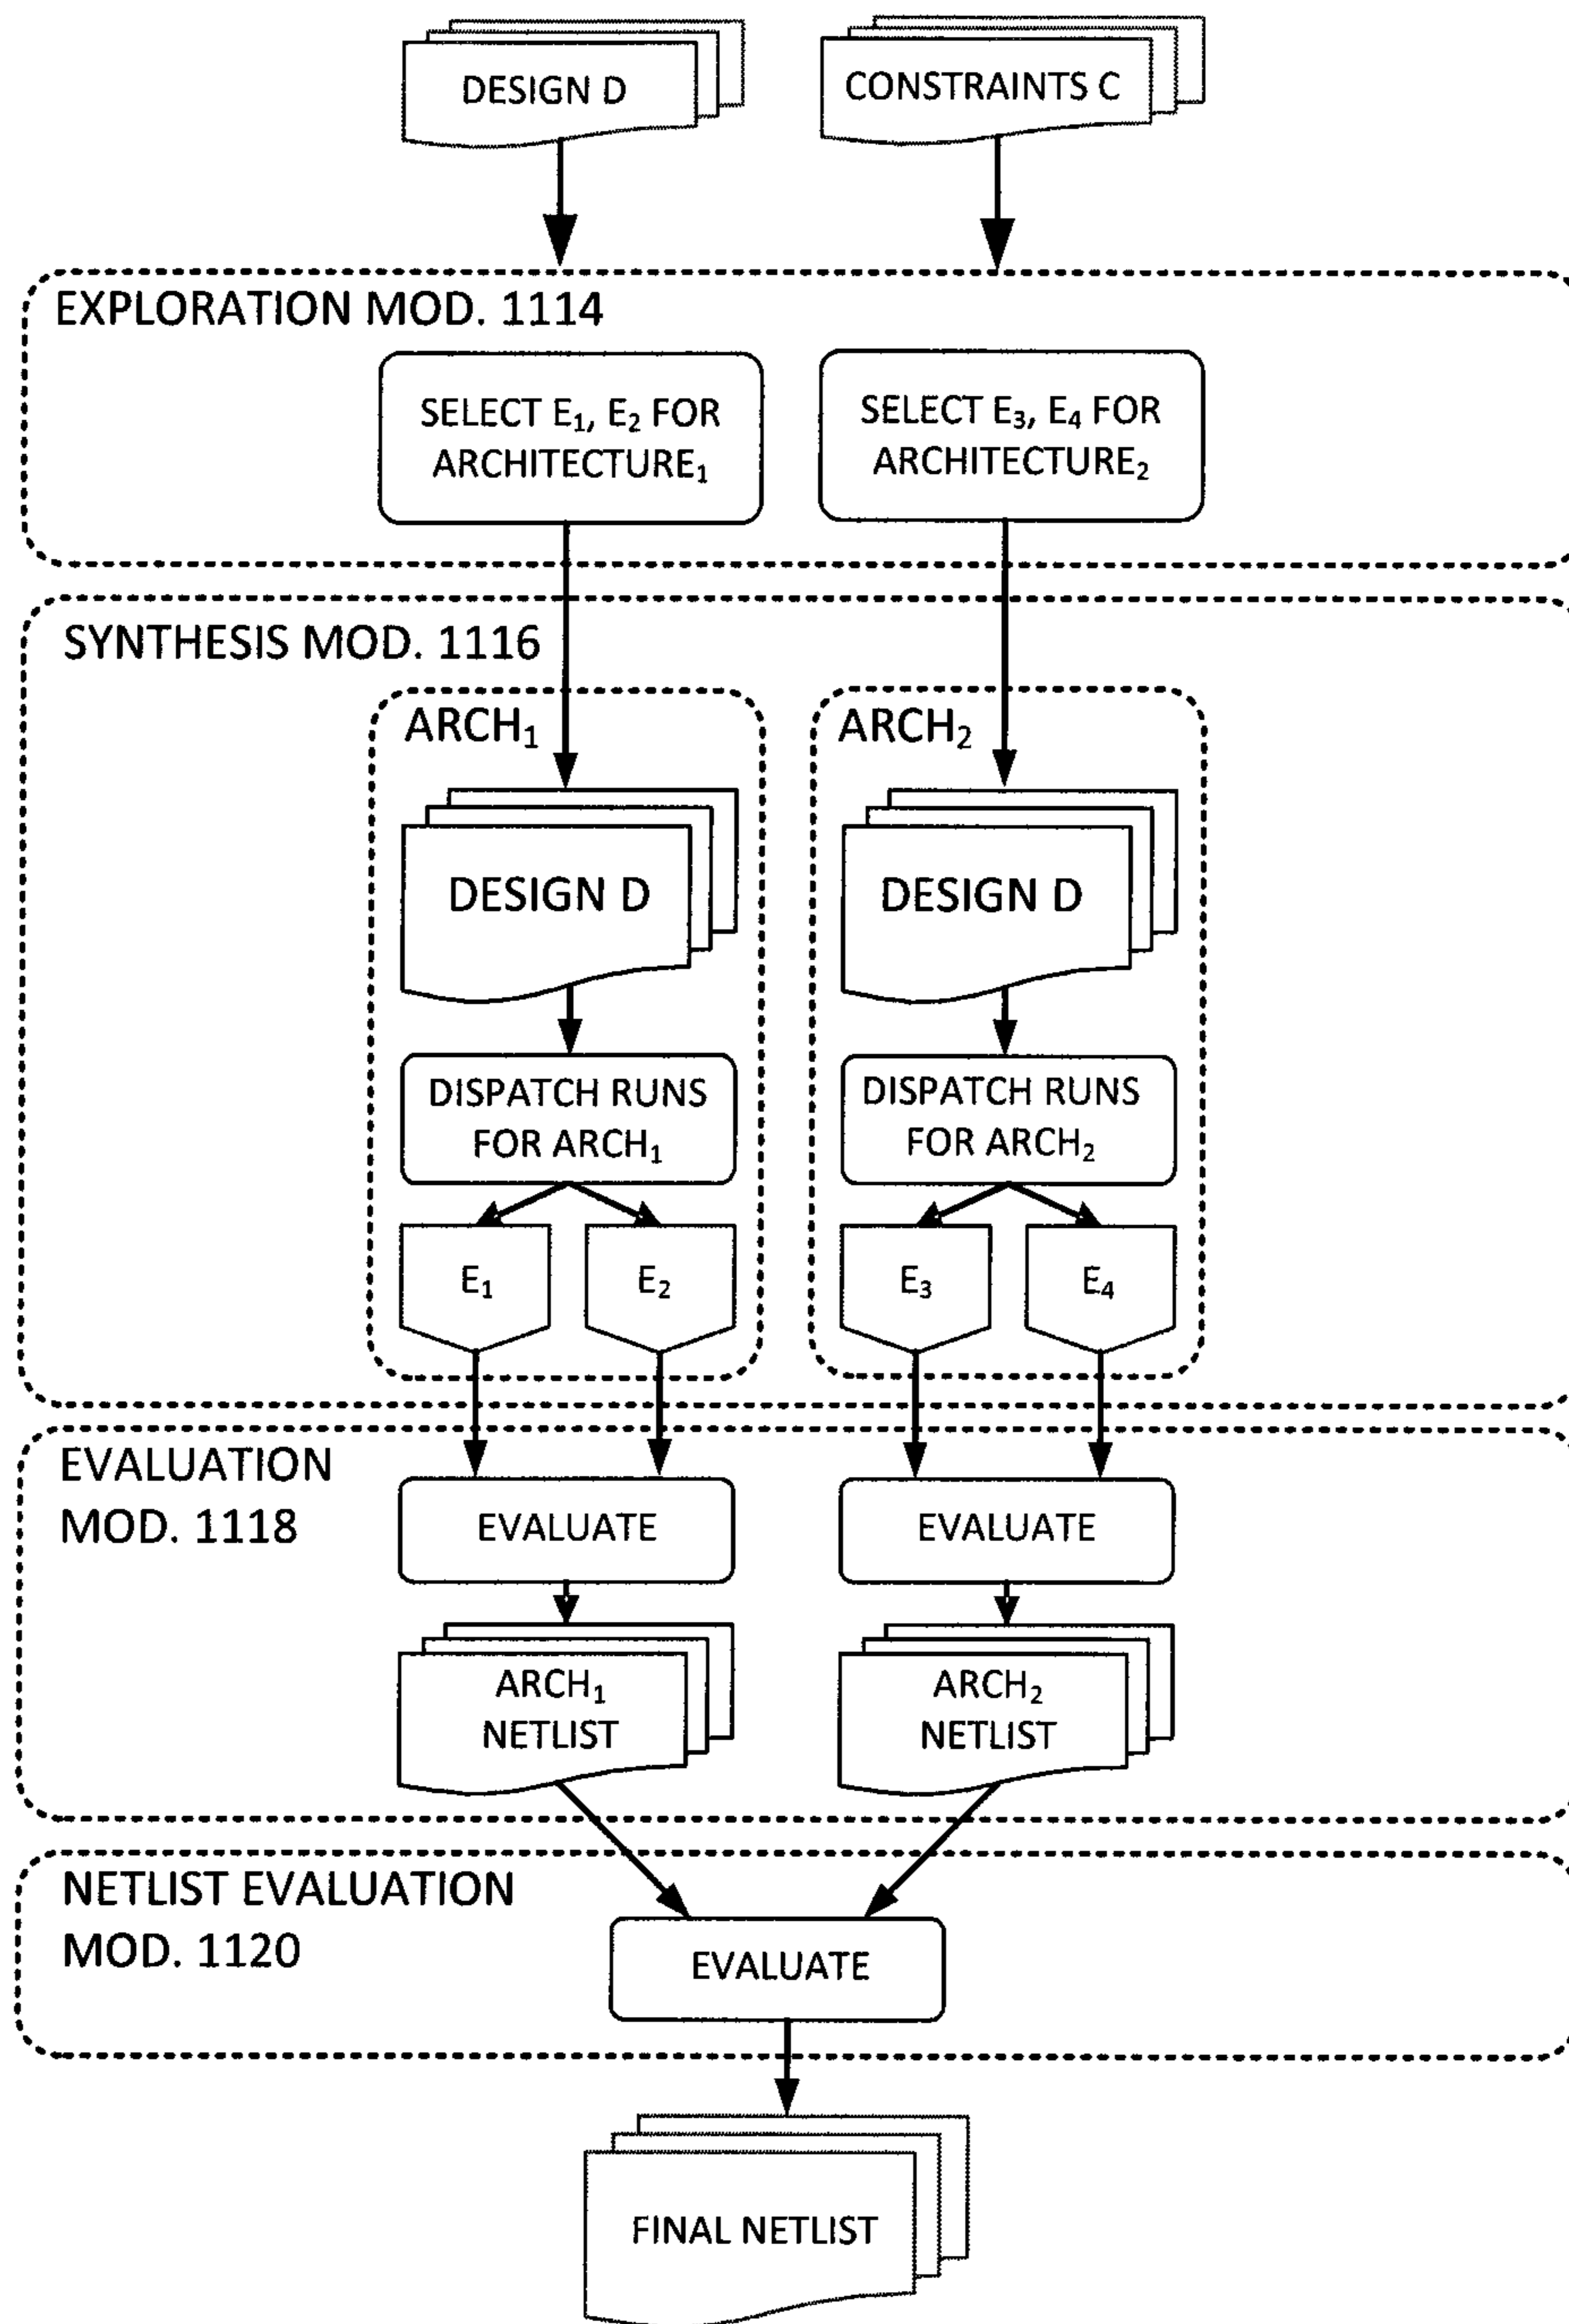 DESIGN D
CONSTRAINTS C
EXPLORATION MOD. 1114
SELECT E₁, E₂ FOR
ARCHITECTURE₁
SELECT E₃, E₄ FOR
ARCHITECTURE₂
SYNTHESIS MOD. 1116
ARCH₁
DESIGN D
DISPATCH RUNS
FOR ARCH₁
E₁
E₂
ARCH₂
DESIGN D
DISPATCH RUNS
FOR ARCH₂
E₃
E₄
EVALUATION
MOD. 1118
EVALUATE
EVALUATE
ARCH₁
NETLIST
ARCH₂
NETLIST
NETLIST EVALUATION
MOD. 1120
EVALUATE
FINAL NETLIST